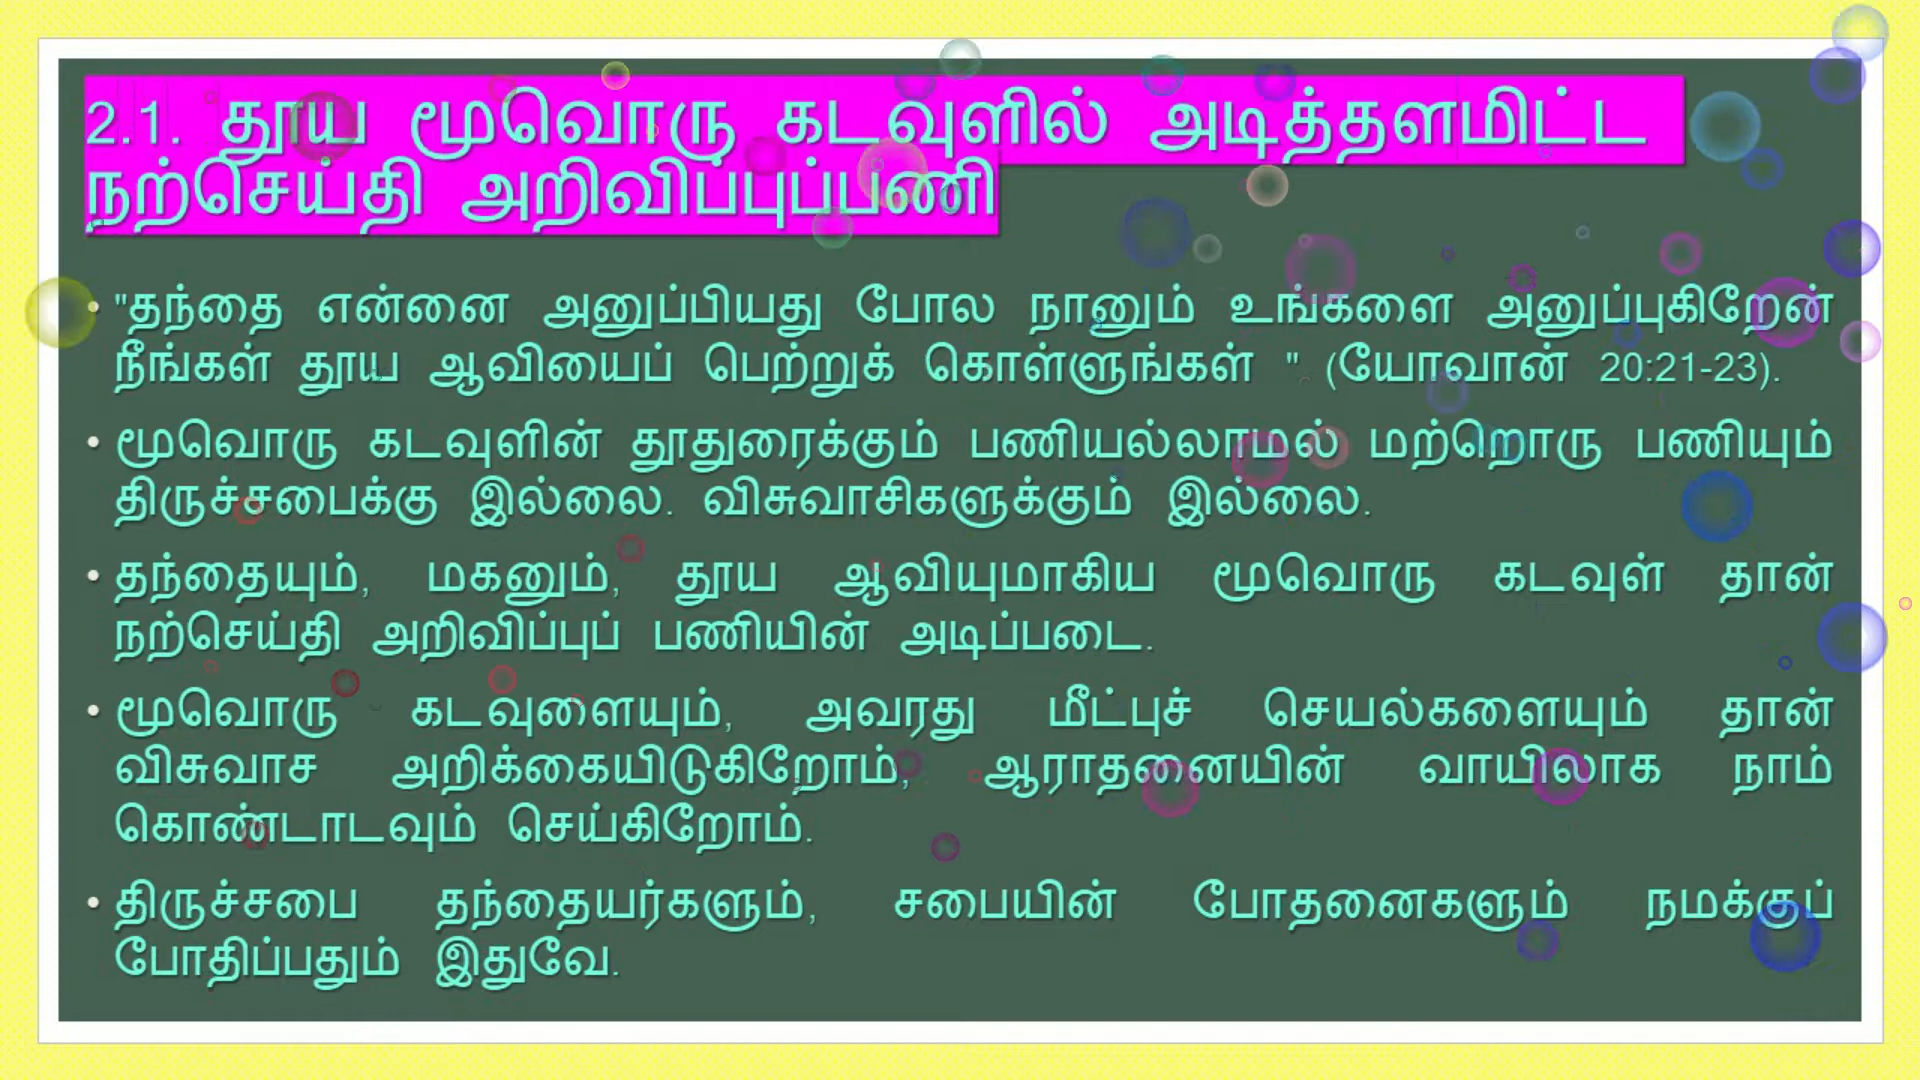 2.1. தூய மூவொரு கடவுளில் அடித்தளமிட்ட
நற்செய்தி அறிவிப்புப்பணி
• "தந்தை என்னை அனுப்பியது போல நானும் உங்களை அனுப்புகிறேன்
நீங்கள் தூய ஆவியைப் பெற்றுக் கொள்ளுங்கள் " (யோவான் 20:21-23).
• மூவொரு கடவுளின் தூதுரைக்கும் பணியல்லாமல் மற்றொரு பணியும்
திருச்சபைக்கு இல்லை. விசுவாசிகளுக்கும் இல்லை.
• தந்தையும், மகனும், தூய ஆவியுமாகிய மூவொரு கடவுள் தான்
நற்செய்தி அறிவிப்புப் பணியின் அடிப்படை.
• மூவொரு கடவுளையும், அவரது மீட்புச் செயல்களையும் தான்
விசுவாச அறிக்கையிடுகிறோம், ஆராதனையின் வாயிலாக நாம்
கொண்டாடவும் செய்கிறோம்.
• திருச்சபை தந்தையர்களும், சபையின் போதனைகளும் நமக்குப்
போதிப்பதும் இதுவே.